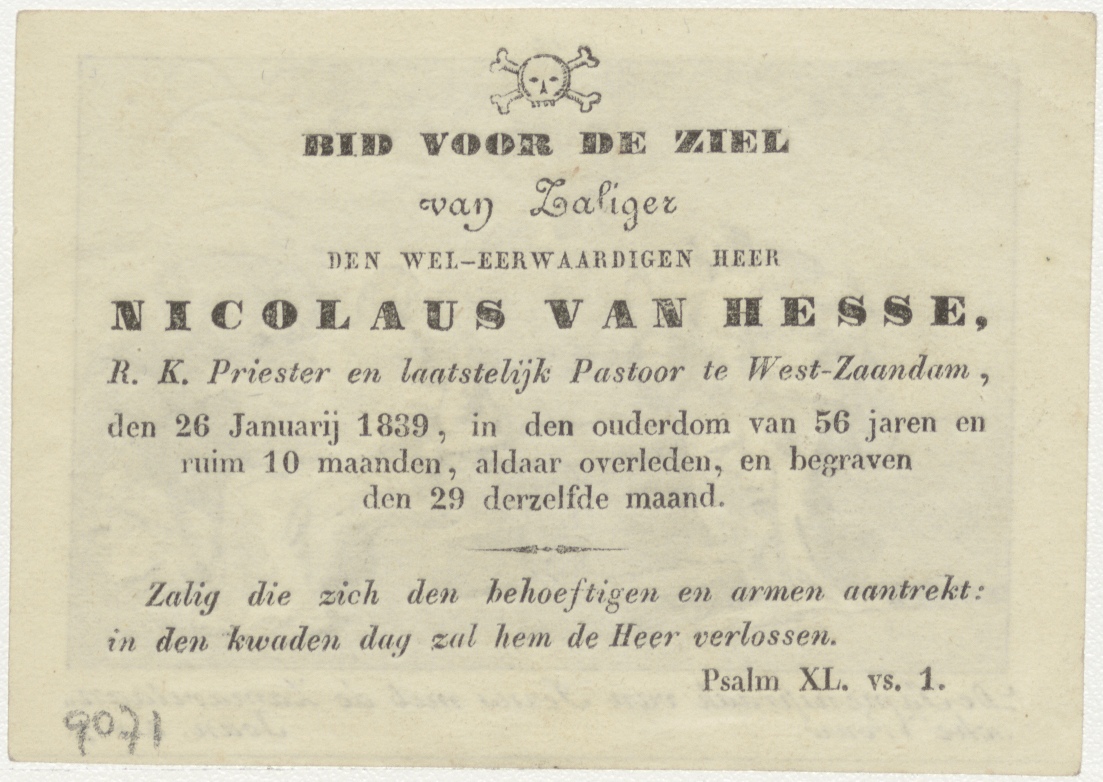 BID VOOR DE ZIEL
van Zaliger
DEN WEL-EERWAARDIGEN HEER
NICOLAUS VAN HESSE,
R. K. Priester en laatstelijk Pastoor te West-Zaandam,
den 26 Januarij 1839, in den ouderdom van 56 jaren en
ruim 10 maanden, aldaar overleden, en begraven
den 29 derzelfde maand.
Zalig die zich den behoeftigen en armen aantrekt:
in den kwaden dag zal hem de Heer verlossen.
Psalm XL. vs. 1.
9071